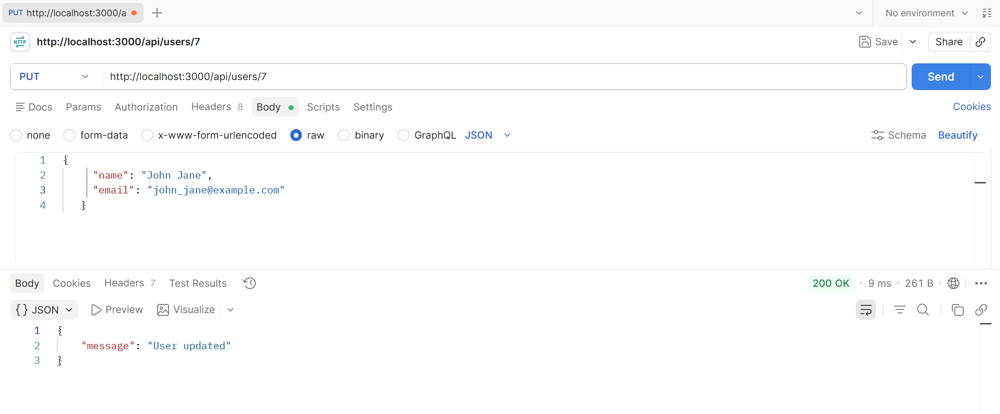 PUT http://localhost:3000/a
No environment
HTTP http://localhost:3000/api/users/7
Save
Share
PUT http://localhost:3000/api/users/7
Send
Docs Params Authorization Headers 8 Body Scripts Settings
Cookies
none form-data x-www-form-urlencoded raw binary GraphQL JSON
Schema Beautify
1 {
2 "name": "John Jane",
3 "email": "john_jane@example.com"
4 }
Body Cookies Headers 7 Test Results
200 OK • 9 ms • 261 B
{} JSON Preview Visualize
1 {
2 "message": "User updated"
3 }